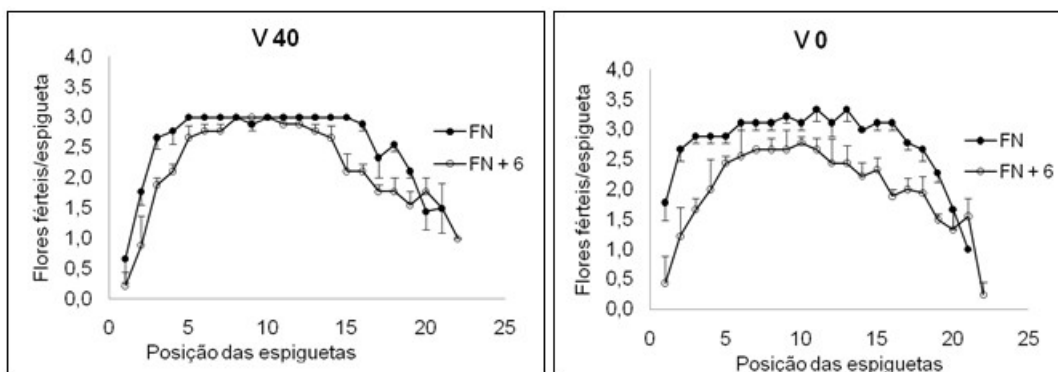 V 40
Flores férteis/espigueta
4,0
3,5
3,0
2,5
2,0
1,5
1,0
0,5
0,0
0 5 10 15 20 25
Posição das espiguetas
FN
FN + 6
V 0
Flores férteis/espigueta
4,0
3,5
3,0
2,5
2,0
1,5
1,0
0,5
0,0
0 5 10 15 20 25
Posição das espiguetas
FN
FN + 6